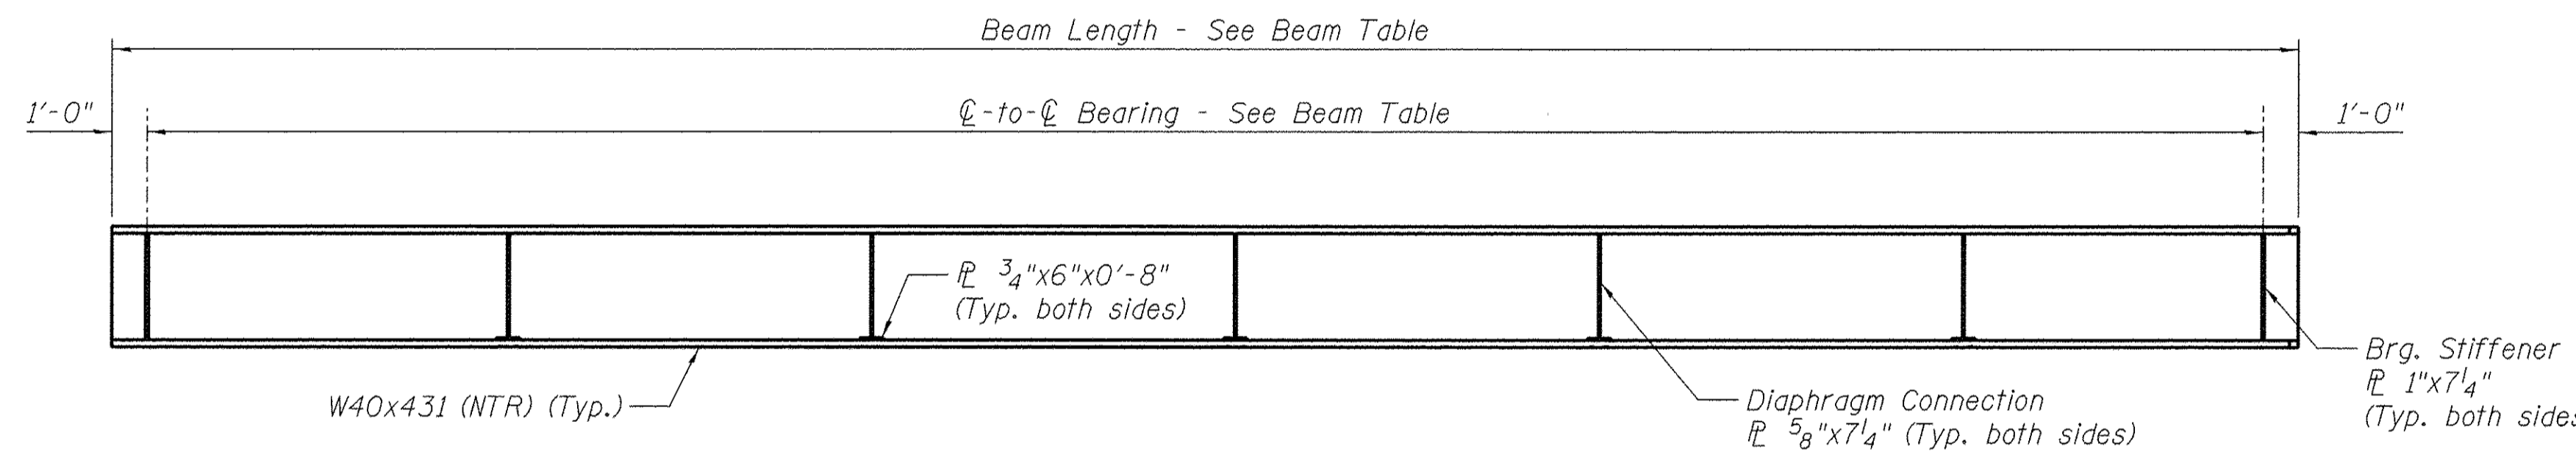 Beam Length - See Beam Table
1'-0"
℄-to-℄ Bearing - See Beam Table
1'-0"
⅊ 3/4"x6"x0'-8"
(Typ. both sides)
W40x431 (NTR) (Typ.)
Diaphragm Connection
⅊ 5/8"x7 1/4" (Typ. both sides)
Brg. Stiffener
⅊ 1"x7 1/4"
(Typ. both sides